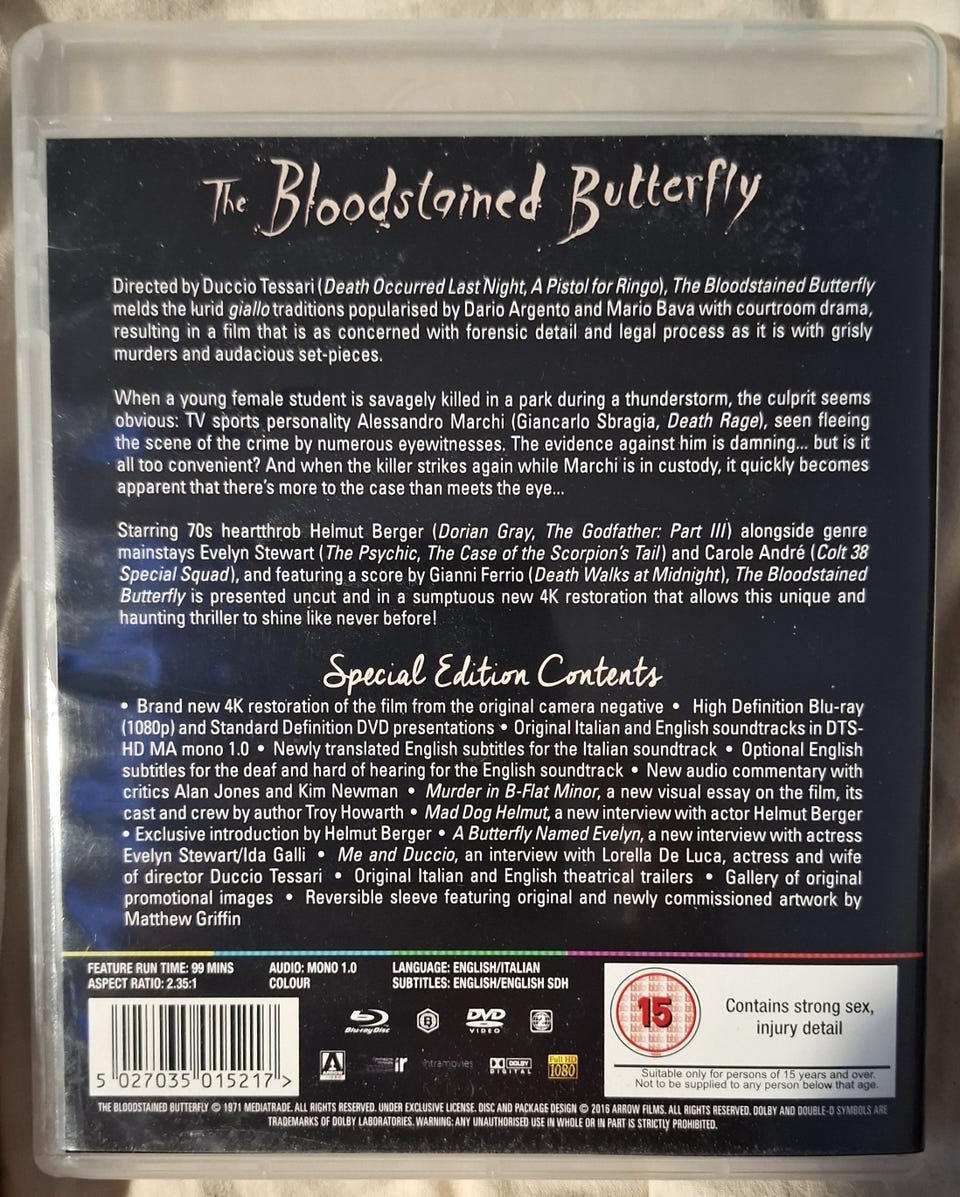 The Bloodstained Butterfly
Directed by Duccio Tessari (Death Occurred Last Night, A Pistol for Ringo), The Bloodstained Butterfly
melds the lurid giallo traditions popularised by Dario Argento and Mario Bava with courtroom drama,
resulting in a film that is as concerned with forensic detail and legal process as it is with grisly
murders and audacious set-pieces.
When a young female student is savagely killed in a park during a thunderstorm, the culprit seems
obvious: TV sports personality Alessandro Marchi (Giancarlo Sbragia, Death Rage), seen fleeing
the scene of the crime by numerous eyewitnesses. The evidence against him is damning... but is it
all too convenient? And when the killer strikes again while Marchi is in custody, it quickly becomes
apparent that there's more to the case than meets the eye...
Starring 70s heartthrob Helmut Berger (Dorian Gray, The Godfather: Part III) alongside genre
mainstays Evelyn Stewart (The Psychic, The Case of the Scorpion's Tail) and Carole André (Colt 38
Special Squad), and featuring a score by Gianni Ferrio (Death Walks at Midnight), The Bloodstained
Butterfly is presented uncut and in a sumptuous new 4K restoration that allows this unique and
haunting thriller to shine like never before!
Special Edition Contents
• Brand new 4K restoration of the film from the original camera negative • High Definition Blu-ray
(1080p) and Standard Definition DVD presentations • Original Italian and English soundtracks in DTS-
HD MA mono 1.0 • Newly translated English subtitles for the Italian soundtrack • Optional English
subtitles for the deaf and hard of hearing for the English soundtrack • New audio commentary with
critics Alan Jones and Kim Newman • Murder in B-Flat Minor, a new visual essay on the film, its
cast and crew by author Troy Howarth • Mad Dog Helmut, a new interview with actor Helmut Berger
• Exclusive introduction by Helmut Berger • A Butterfly Named Evelyn, a new interview with actress
Evelyn Stewart/Ida Galli • Me and Duccio, an interview with Lorella De Luca, actress and wife
of director Duccio Tessari • Original Italian and English theatrical trailers • Gallery of original
promotional images • Reversible sleeve featuring original and newly commissioned artwork by
Matthew Griffin
FEATURE RUN TIME: 99 MINS AUDIO: MONO 1.0 LANGUAGE: ENGLISH/ITALIAN
ASPECT RATIO: 2.35:1 COLOUR SUBTITLES: ENGLISH/ENGLISH SDH
15
Contains strong sex,
injury detail
Suitable only for persons of 15 years and over.
Not to be supplied to any person below that age.
Blu-ray Disc B DVD VIDEO 2
A ir intramovies DOLBY DIGITAL Full HD 1080
5 027035 015217 >
THE BLOODSTAINED BUTTERFLY © 1971 MEDIATRADE. ALL RIGHTS RESERVED. UNDER EXCLUSIVE LICENSE. DISC AND PACKAGE DESIGN © 2016 ARROW FILMS. ALL RIGHTS RESERVED. DOLBY AND DOUBLE-D SYMBOLS ARE
TRADEMARKS OF DOLBY LABORATORIES. WARNING: ANY UNAUTHORISED USE IN WHOLE OR IN PART IS STRICTLY PROHIBITED.